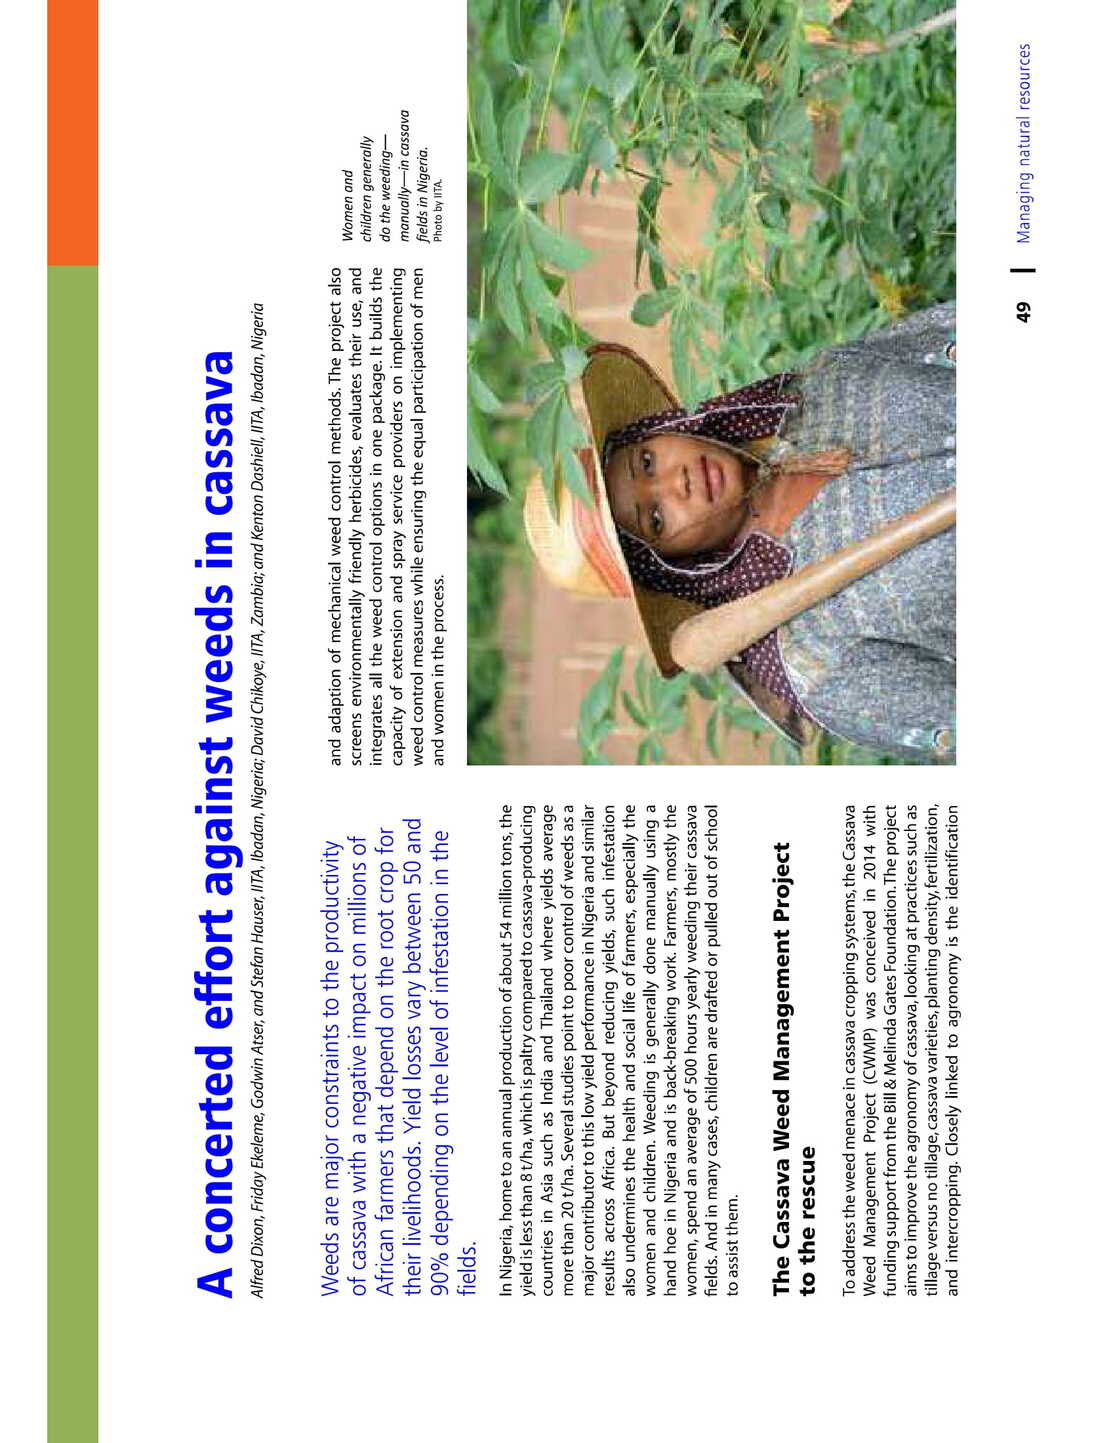 A concerted effort against weeds in cassava
Alfred Dixon, Friday Ekeleme, Godwin Atser, and Stefan Hauser, IITA, Ibadan, Nigeria; David Chikoye, IITA, Zambia; and Kenton Dashiell, IITA, Ibadan, Nigeria
Weeds are major constraints to the productivity
of cassava with a negative impact on millions of
African farmers that depend on the root crop for
their livelihoods. Yield losses vary between 50 and
90% depending on the level of infestation in the
fields.
In Nigeria, home to an annual production of about 54 million tons, the
yield is less than 8 t/ha, which is paltry compared to cassava-producing
countries in Asia such as India and Thailand where yields average
more than 20 t/ha. Several studies point to poor control of weeds as a
major contributor to this low yield performance in Nigeria and similar
results across Africa. But beyond reducing yields, such infestation
also undermines the health and social life of farmers, especially the
women and children. Weeding is generally done manually using a
hand hoe in Nigeria and is back-breaking work. Farmers, mostly the
women, spend an average of 500 hours yearly weeding their cassava
fields. And in many cases, children are drafted or pulled out of school
to assist them.
The Cassava Weed Management Project
to the rescue
To address the weed menace in cassava cropping systems, the Cassava
Weed Management Project (CWMP) was conceived in 2014 with
funding support from the Bill & Melinda Gates Foundation. The project
aims to improve the agronomy of cassava, looking at practices such as
tillage versus no tillage, cassava varieties, planting density, fertilization,
and intercropping. Closely linked to agronomy is the identification
and adaption of mechanical weed control methods. The project also
screens environmentally friendly herbicides, evaluates their use, and
integrates all the weed control options in one package. It builds the
capacity of extension and spray service providers on implementing
weed control measures while ensuring the equal participation of men
and women in the process.
Women and
children generally
do the weeding—
manually—in cassava
fields in Nigeria.
Photo by IITA.
49
Managing natural resources